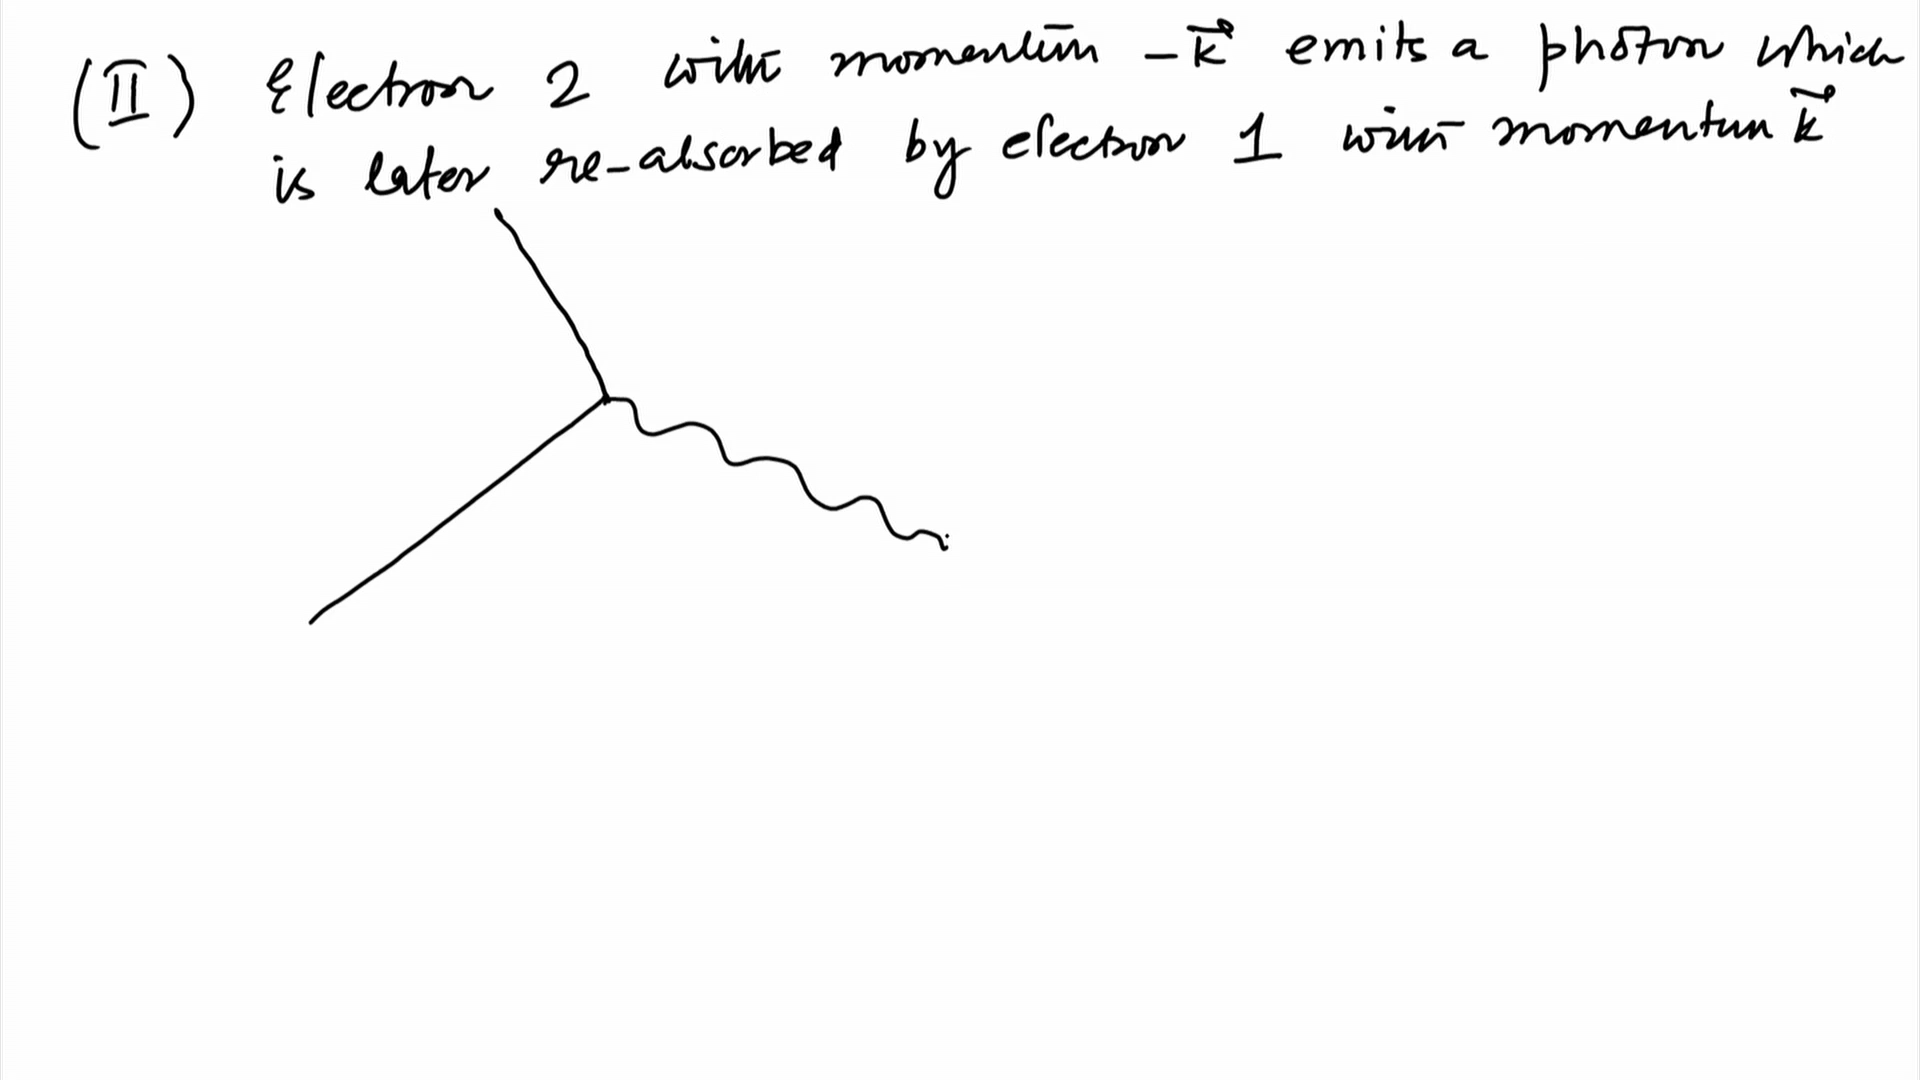 (II) Electron 2 with momentum -k⃗ emits a photon which
is later re-absorbed by electron 1 with momentum k⃗